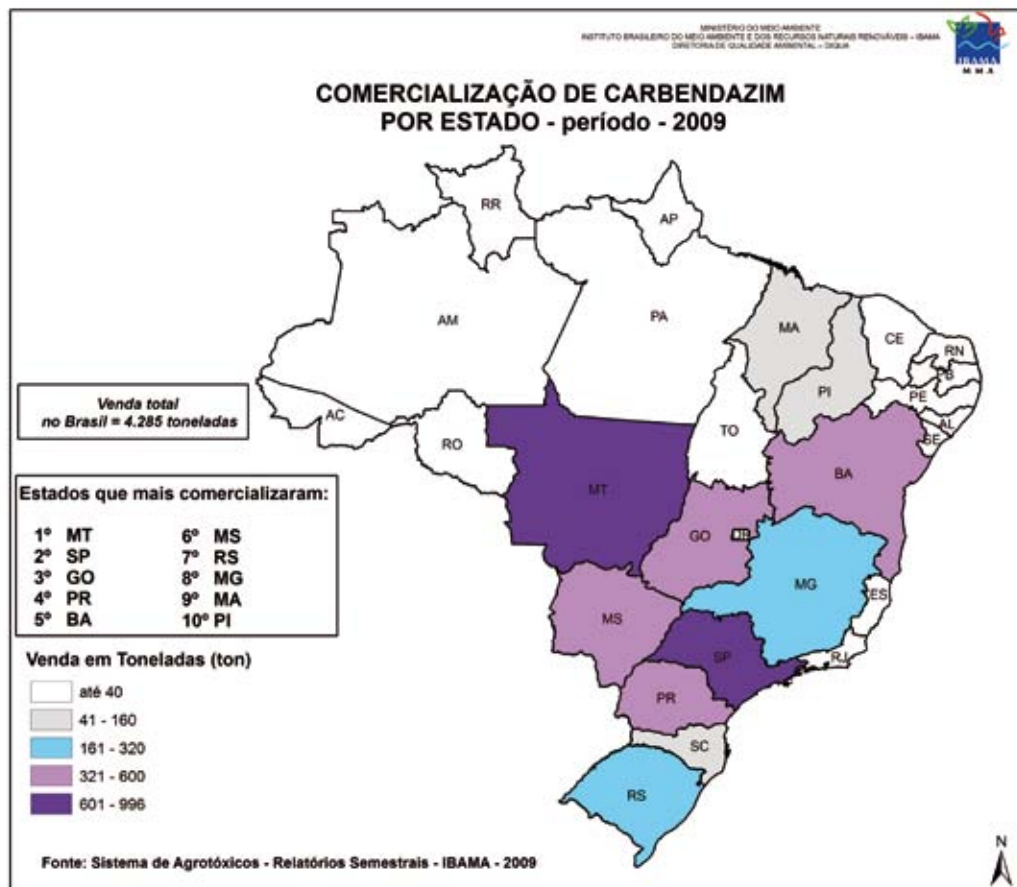 MINISTÉRIO DO MEIO AMBIENTE
INSTITUTO BRASILEIRO DO MEIO AMBIENTE E DOS RECURSOS NATURAIS RENOVÁVEIS - IBAMA
DIRETORIA DE QUALIDADE AMBIENTAL - DIQUA
IBAMA
M M A
COMERCIALIZAÇÃO DE CARBENDAZIM
POR ESTADO - período - 2009
RR
AP
AM
PA
MA
CE
RN
PB
PI
PE
AL
SE
AC
RO
TO
BA
MT
GO
DF
MG
ES
MS
SP
RJ
PR
SC
RS
Venda total
no Brasil = 4.285 toneladas
Estados que mais comercializaram:
1º MT 6º MS
2º SP 7º RS
3º GO 8º MG
4º PR 9º MA
5º BA 10º PI
Venda em Toneladas (ton)
até 40
41 - 160
161 - 320
321 - 600
601 - 996
Fonte: Sistema de Agrotóxicos - Relatórios Semestrais - IBAMA - 2009
N